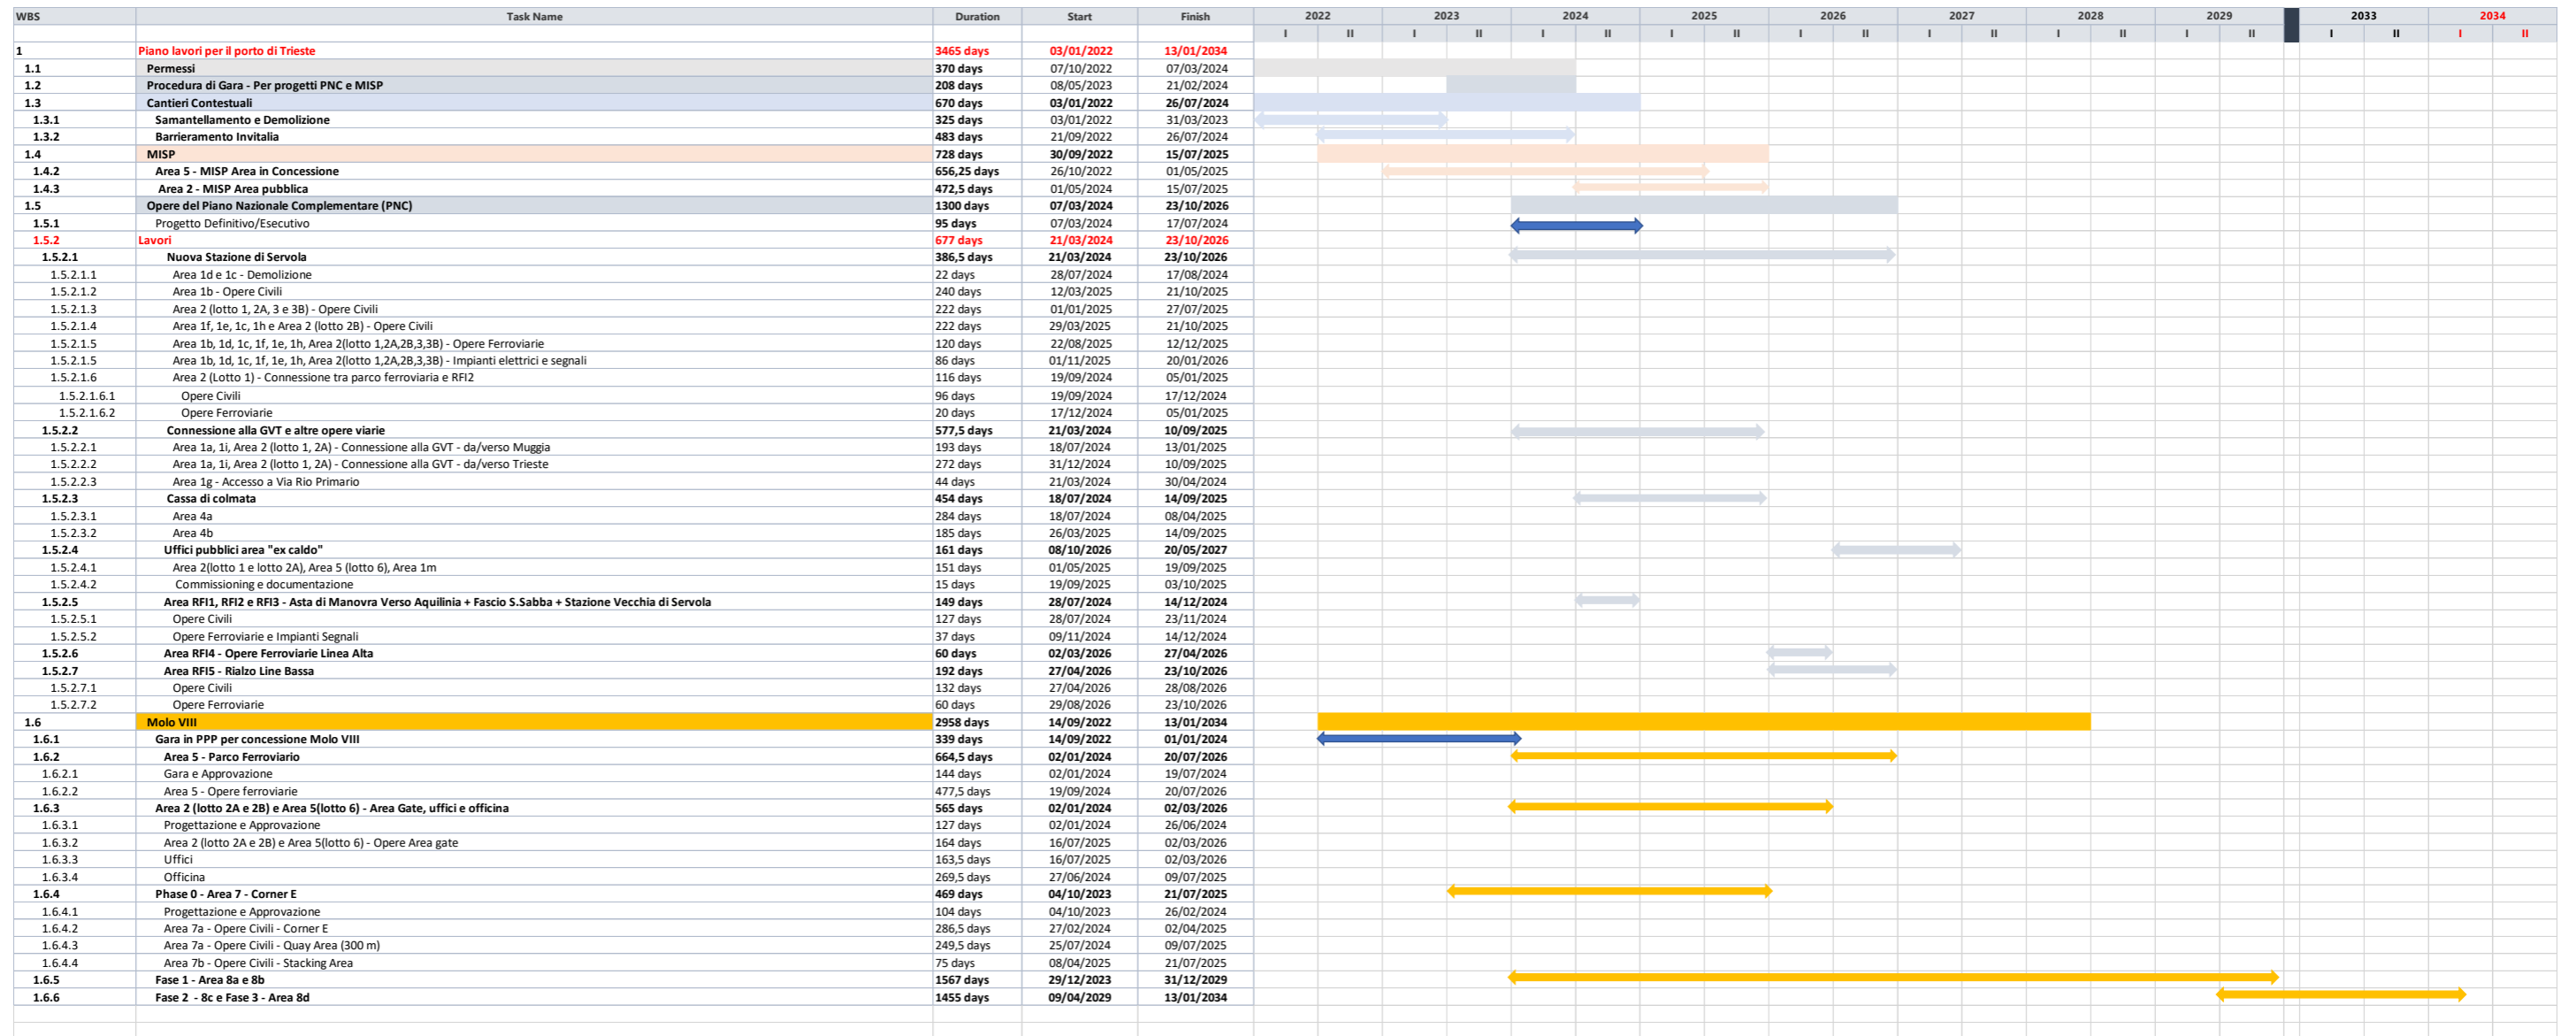 WBS Task Name Duration Start Finish 2022 2023 2024 2025 2026 2027 2028 2029 2033 2034
I II I II I II I II I II I II I II I II I II I II
1 Piano lavori per il porto di Trieste 3465 days 03/01/2022 13/01/2034
1.1 Permessi 370 days 07/10/2022 07/03/2024
1.2 Procedura di Gara - Per progetti PNC e MISP 208 days 08/05/2023 21/02/2024
1.3 Cantieri Contestuali 670 days 03/01/2022 26/07/2024
1.3.1 Samantellamento e Demolizione 325 days 03/01/2022 31/03/2023
1.3.2 Barrieramento Invitalia 483 days 21/09/2022 26/07/2024
1.4 MISP 728 days 30/09/2022 15/07/2025
1.4.2 Area 5 - MISP Area in Concessione 656,25 days 26/10/2022 01/05/2025
1.4.3 Area 2 - MISP Area pubblica 472,5 days 01/05/2024 15/07/2025
1.5 Opere del Piano Nazionale Complementare (PNC) 1300 days 07/03/2024 23/10/2026
1.5.1 Progetto Definitivo/Esecutivo 95 days 07/03/2024 17/07/2024
1.5.2 Lavori 677 days 21/03/2024 23/10/2026
1.5.2.1 Nuova Stazione di Servola 386,5 days 21/03/2024 23/10/2026
1.5.2.1.1 Area 1d e 1c - Demolizione 22 days 28/07/2024 17/08/2024
1.5.2.1.2 Area 1b - Opere Civili 240 days 12/03/2025 21/10/2025
1.5.2.1.3 Area 2 (lotto 1, 2A, 3 e 3B) - Opere Civili 222 days 01/01/2025 27/07/2025
1.5.2.1.4 Area 1f, 1e, 1c, 1h e Area 2 (lotto 2B) - Opere Civili 222 days 29/03/2025 21/10/2025
1.5.2.1.5 Area 1b, 1d, 1c, 1f, 1e, 1h, Area 2(lotto 1,2A,2B,3,3B) - Opere Ferroviarie 120 days 22/08/2025 12/12/2025
1.5.2.1.5 Area 1b, 1d, 1c, 1f, 1e, 1h, Area 2(lotto 1,2A,2B,3,3B) - Impianti elettrici e segnali 86 days 01/11/2025 20/01/2026
1.5.2.1.6 Area 2 (Lotto 1) - Connessione tra parco ferroviaria e RFI2 116 days 19/09/2024 05/01/2025
1.5.2.1.6.1 Opere Civili 96 days 19/09/2024 17/12/2024
1.5.2.1.6.2 Opere Ferroviarie 20 days 17/12/2024 05/01/2025
1.5.2.2 Connessione alla GVT e altre opere viarie 577,5 days 21/03/2024 10/09/2025
1.5.2.2.1 Area 1a, 1i, Area 2 (lotto 1, 2A) - Connessione alla GVT - da/verso Muggia 193 days 18/07/2024 13/01/2025
1.5.2.2.2 Area 1a, 1i, Area 2 (lotto 1, 2A) - Connessione alla GVT - da/verso Trieste 272 days 31/12/2024 10/09/2025
1.5.2.2.3 Area 1g - Accesso a Via Rio Primario 44 days 21/03/2024 30/04/2024
1.5.2.3 Cassa di colmata 454 days 18/07/2024 14/09/2025
1.5.2.3.1 Area 4a 284 days 18/07/2024 08/04/2025
1.5.2.3.2 Area 4b 185 days 26/03/2025 14/09/2025
1.5.2.4 Uffici pubblici area "ex caldo" 161 days 08/10/2026 20/05/2027
1.5.2.4.1 Area 2(lotto 1 e lotto 2A), Area 5 (lotto 6), Area 1m 151 days 01/05/2025 19/09/2025
1.5.2.4.2 Commissioning e documentazione 15 days 19/09/2025 03/10/2025
1.5.2.5 Area RFI1, RFI2 e RFI3 - Asta di Manovra Verso Aquilinia + Fascio S.Sabba + Stazione Vecchia di Servola 149 days 28/07/2024 14/12/2024
1.5.2.5.1 Opere Civili 127 days 28/07/2024 23/11/2024
1.5.2.5.2 Opere Ferroviarie e Impianti Segnali 37 days 09/11/2024 14/12/2024
1.5.2.6 Area RFI4 - Opere Ferroviarie Linea Alta 60 days 02/03/2026 27/04/2026
1.5.2.7 Area RFI5 - Rialzo Line Bassa 192 days 27/04/2026 23/10/2026
1.5.2.7.1 Opere Civili 132 days 27/04/2026 28/08/2026
1.5.2.7.2 Opere Ferroviarie 60 days 29/08/2026 23/10/2026
1.6 Molo VIII 2958 days 14/09/2022 13/01/2034
1.6.1 Gara in PPP per concessione Molo VIII 339 days 14/09/2022 01/01/2024
1.6.2 Area 5 - Parco Ferroviario 664,5 days 02/01/2024 20/07/2026
1.6.2.1 Gara e Approvazione 144 days 02/01/2024 19/07/2024
1.6.2.2 Area 5 - Opere ferroviarie 477,5 days 19/09/2024 20/07/2026
1.6.3 Area 2 (lotto 2A e 2B) e Area 5(lotto 6) - Area Gate, uffici e officina 565 days 02/01/2024 02/03/2026
1.6.3.1 Progettazione e Approvazione 127 days 02/01/2024 26/06/2024
1.6.3.2 Area 2 (lotto 2A e 2B) e Area 5(lotto 6) - Opere Area gate 164 days 16/07/2025 02/03/2026
1.6.3.3 Uffici 163,5 days 16/07/2025 02/03/2026
1.6.3.4 Officina 269,5 days 27/06/2024 09/07/2025
1.6.4 Phase 0 - Area 7 - Corner E 469 days 04/10/2023 21/07/2025
1.6.4.1 Progettazione e Approvazione 104 days 04/10/2023 26/02/2024
1.6.4.2 Area 7a - Opere Civili - Corner E 286,5 days 27/02/2024 02/04/2025
1.6.4.3 Area 7a - Opere Civili - Quay Area (300 m) 249,5 days 25/07/2024 09/07/2025
1.6.4.4 Area 7b - Opere Civili - Stacking Area 75 days 08/04/2025 21/07/2025
1.6.5 Fase 1 - Area 8a e 8b 1567 days 29/12/2023 31/12/2029
1.6.6 Fase 2 - 8c e Fase 3 - Area 8d 1455 days 09/04/2029 13/01/2034